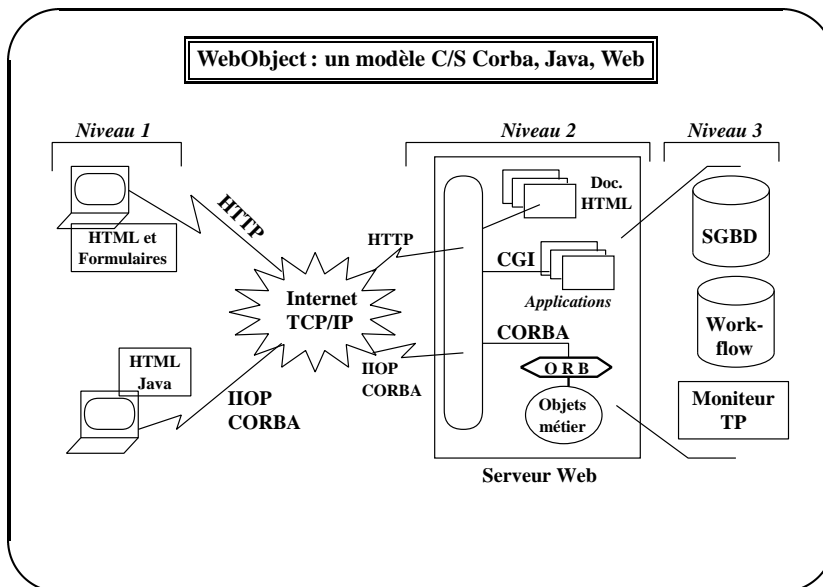 WebObject : un modèle C/S Corba, Java, Web
Niveau 1
Niveau 2
Niveau 3
HTTP
HTML et
Formulaires
HTML
Java
IIOP
CORBA
Internet
TCP/IP
HTTP
IIOP
CORBA
Doc.
HTML
CGI
Applications
CORBA
O R B
Objets
métier
Serveur Web
SGBD
Work-
flow
Moniteur
TP